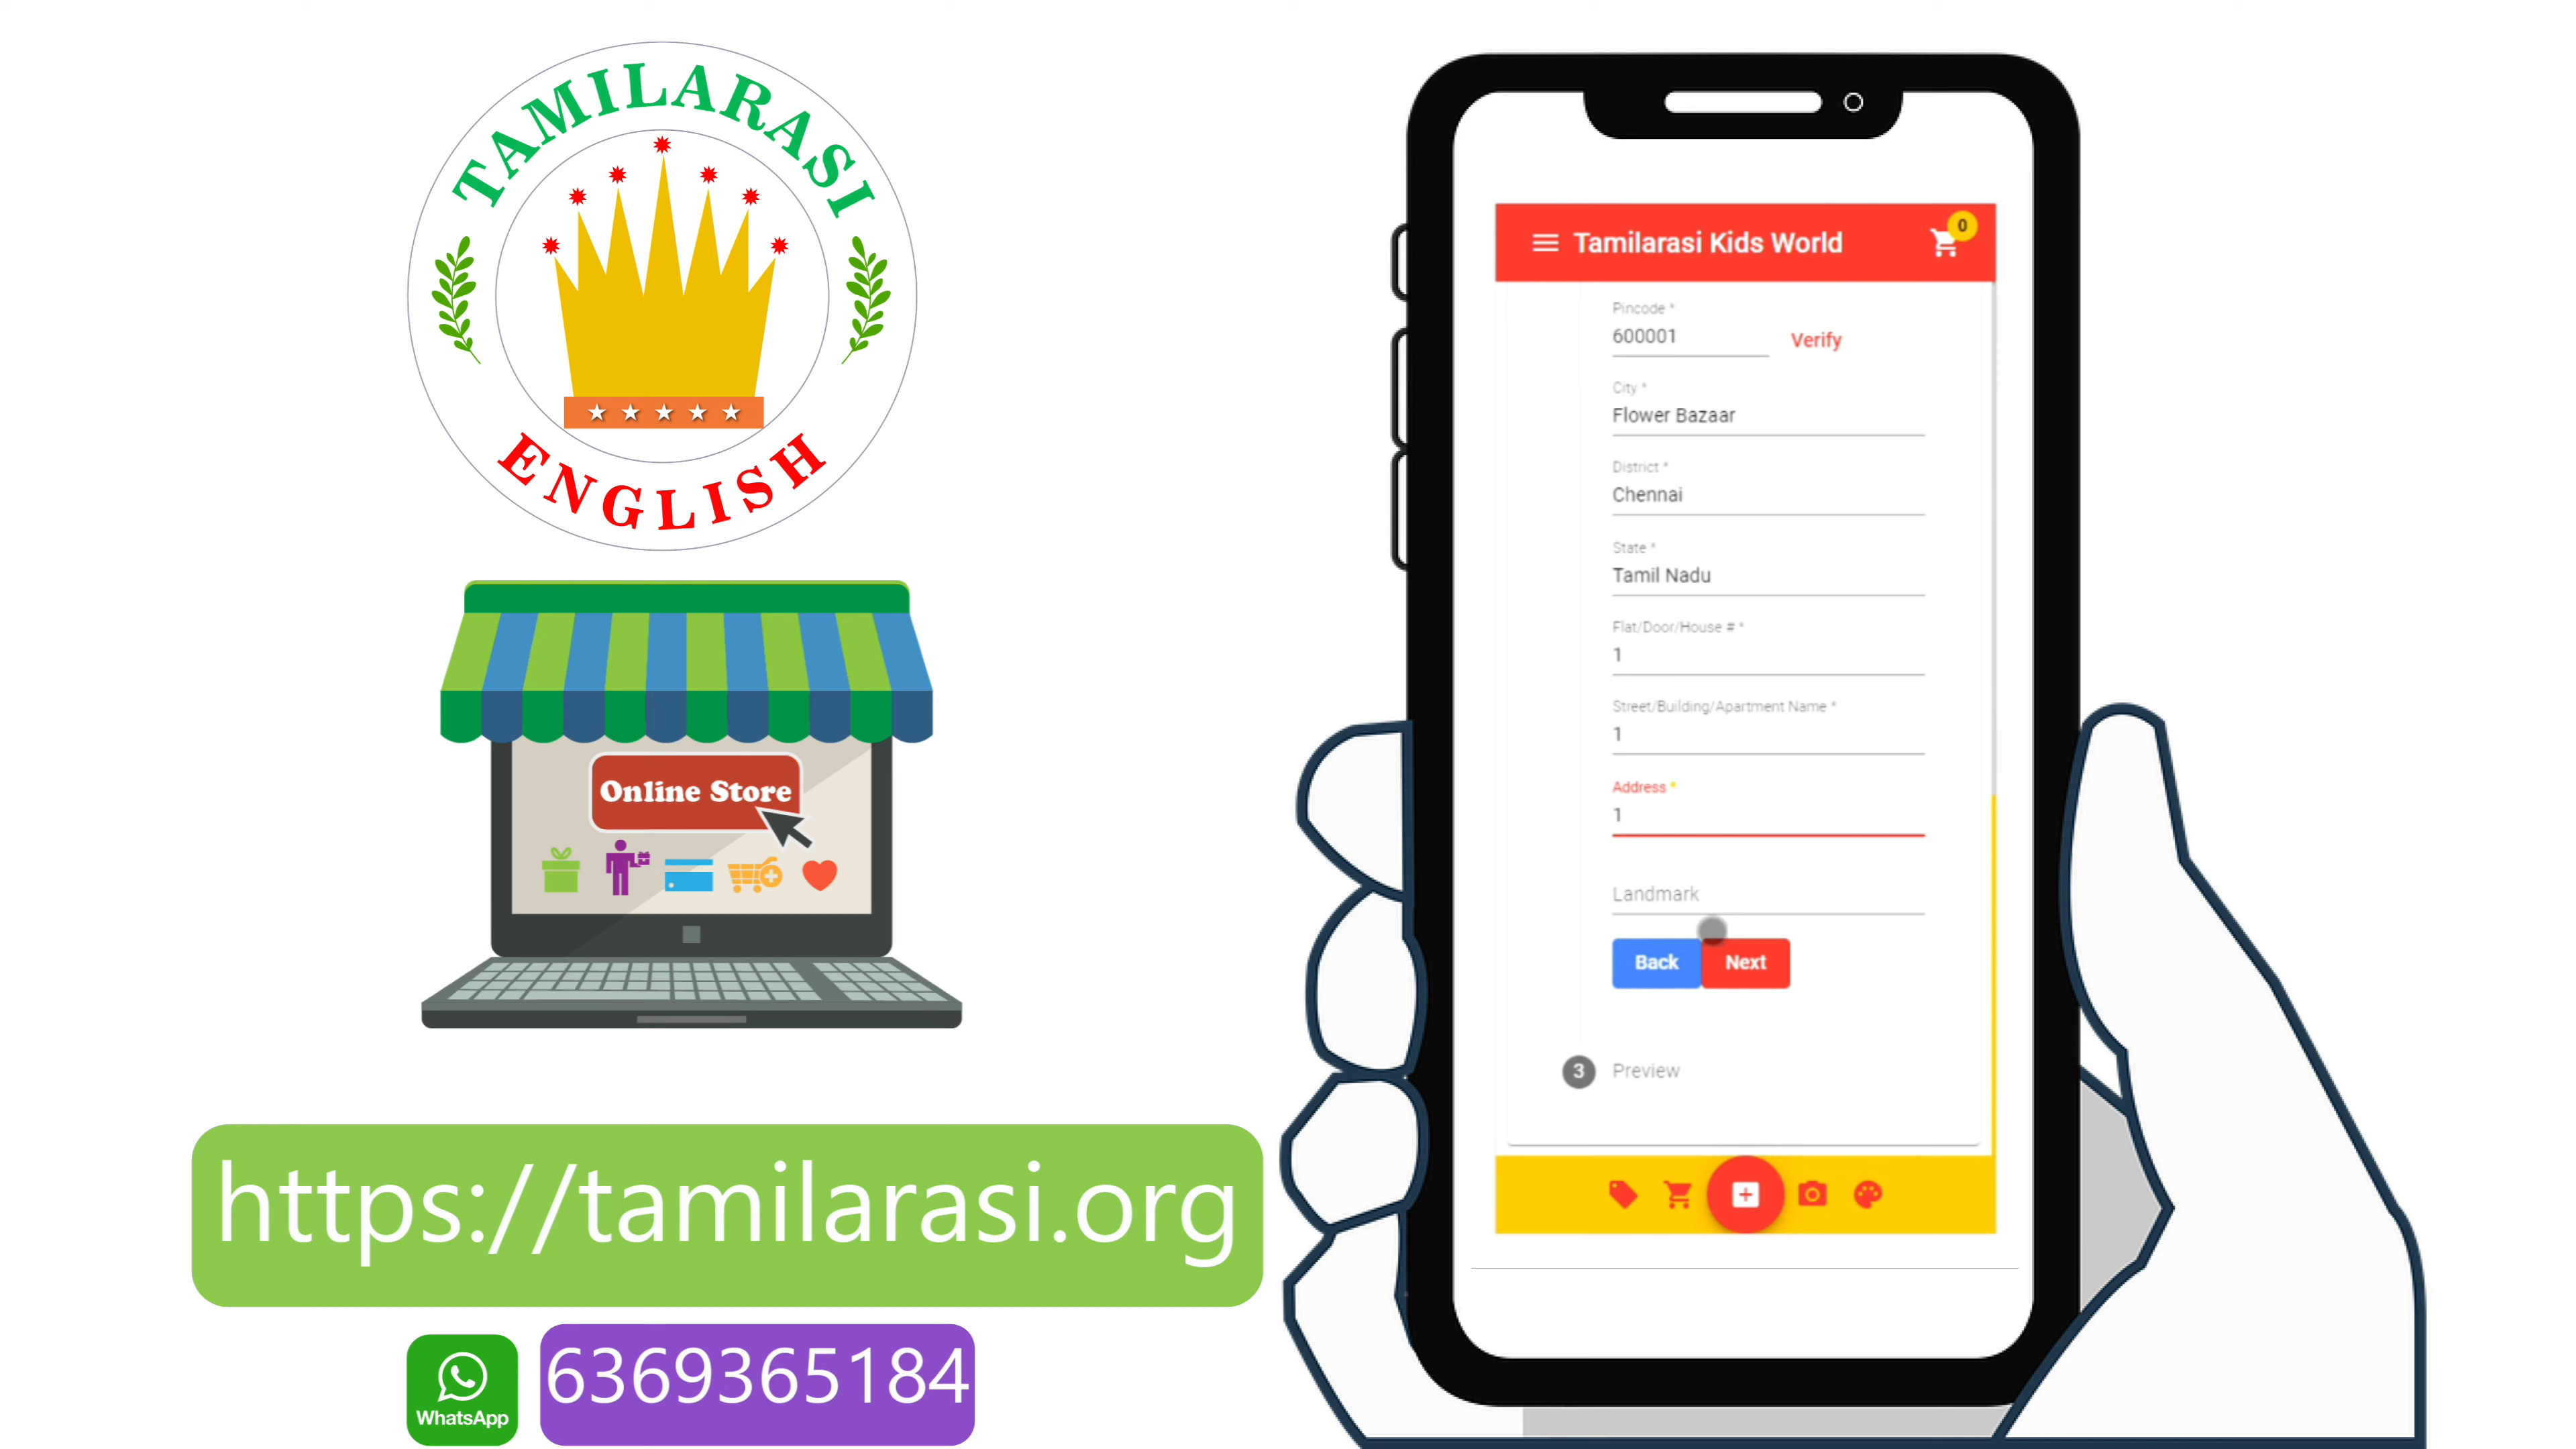 TAMILARASI
ENGLISH
Online Store
https://tamilarasi.org
WhatsApp
6369365184
Tamilarasi Kids World
0
Pincode *
600001
Verify
City *
Flower Bazaar
District *
Chennai
State *
Tamil Nadu
Flat/Door/House # *
1
Street/Building/Apartment Name *
1
Address *
1
Landmark
Back Next
3 Preview